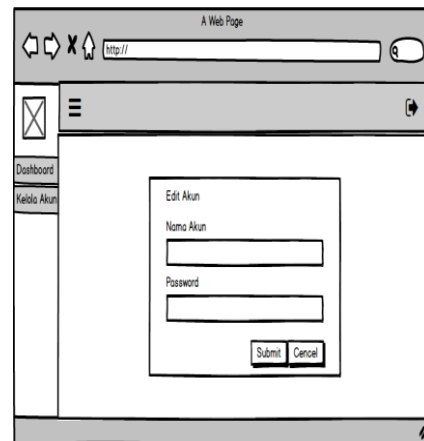 A Web Page
http://
Dashboard
Kelola Akun
Edit Akun
Nama Akun
Password
Submit Cencel